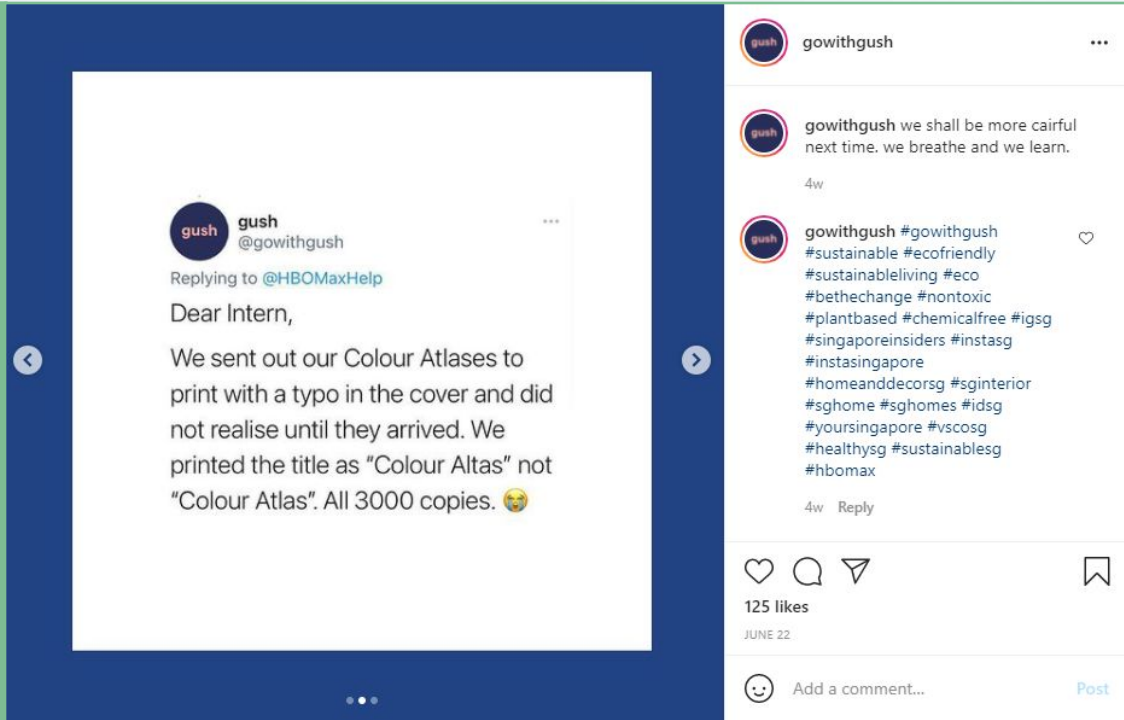 gush
gush
@gowithgush
Replying to @HBOMaxHelp
Dear Intern,
We sent out our Colour Atlases to
print with a typo in the cover and did
not realise until they arrived. We
printed the title as “Colour Altas” not
“Colour Atlas”. All 3000 copies. 😭
gush
gowithgush
gush
gowithgush we shall be more cairful
next time. we breathe and we learn.
4w
gush
gowithgush #gowithgush
#sustainable #ecofriendly
#sustainableliving #eco
#bethechange #nontoxic
#plantbased #chemicalfree #igsg
#singaporeinsiders #instasg
#instasingapore
#homeanddecorsg #sginterior
#sghome #sghomes #idsg
#yoursingapore #vscosg
#healthysg #sustainablesg
#hbomax
4w Reply
125 likes
JUNE 22
Add a comment...
Post